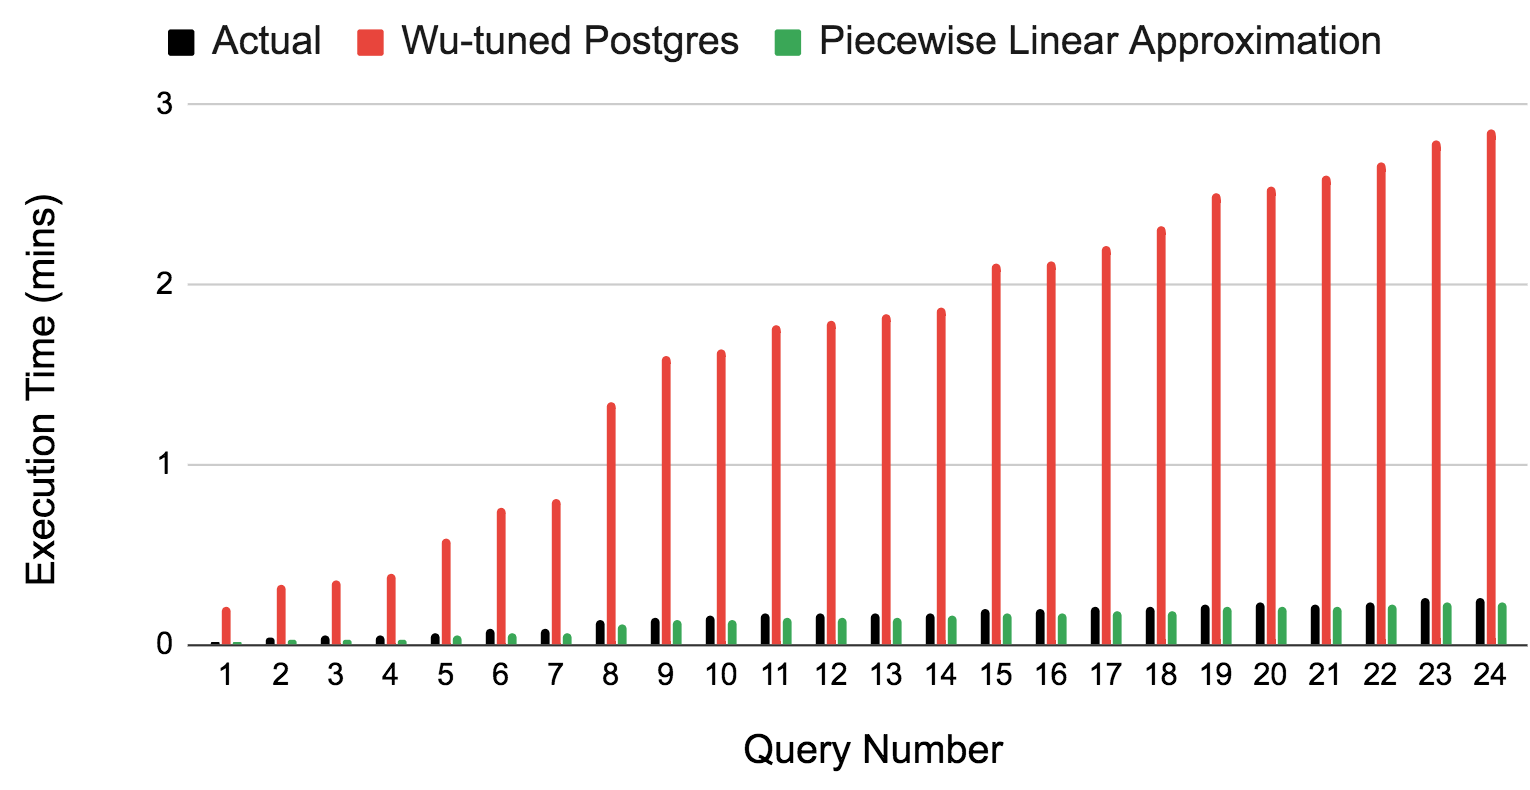 Actual Wu-tuned Postgres Piecewise Linear Approximation
3
2
1
0
Execution Time (mins)
1 2 3 4 5 6 7 8 9 10 11 12 13 14 15 16 17 18 19 20 21 22 23 24
Query Number